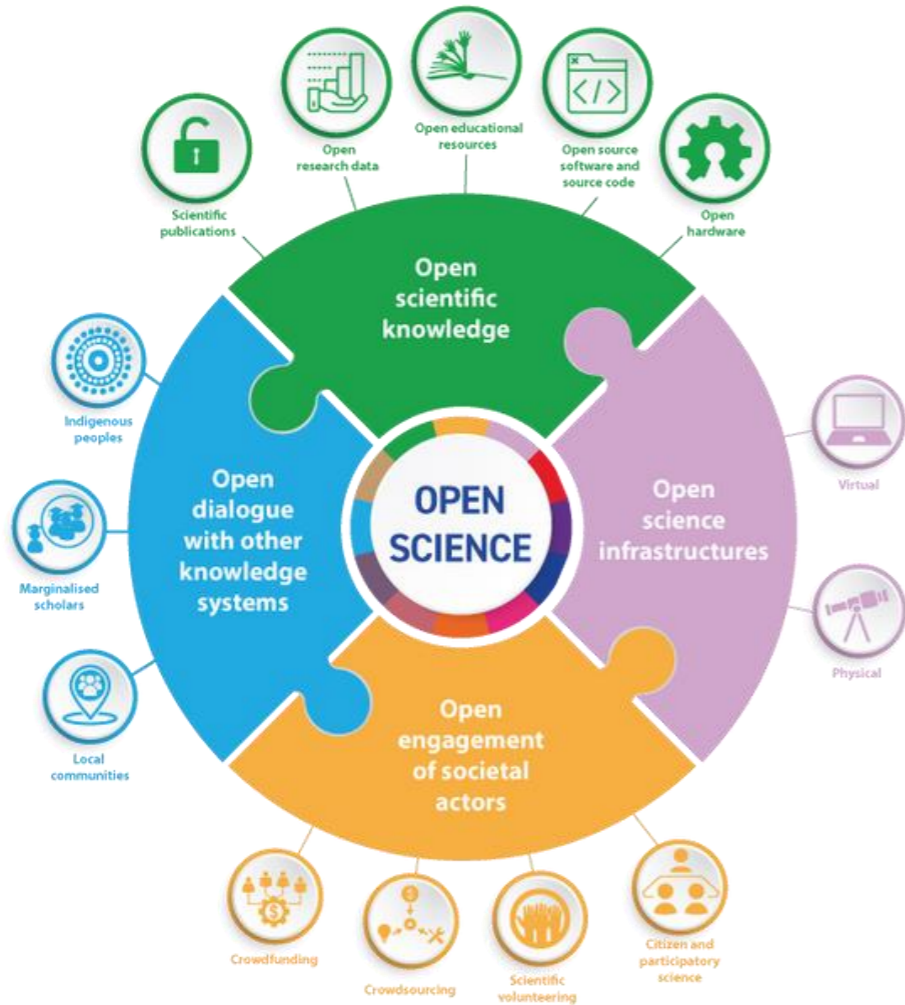 Open educational
resources
Open
research data
Open source
software and
source code
Scientific
publications
Open
hardware
Open
scientific
knowledge
Indigenous
peoples
Marginalised
scholars
Local
communities
Open
dialogue
with other
knowledge
systems
OPEN
SCIENCE
Open
science
infrastructures
Virtual
Physical
Open
engagement
of societal
actors
Crowdfunding
Crowdsourcing
Scientific
volunteering
Citizen and
participatory
science